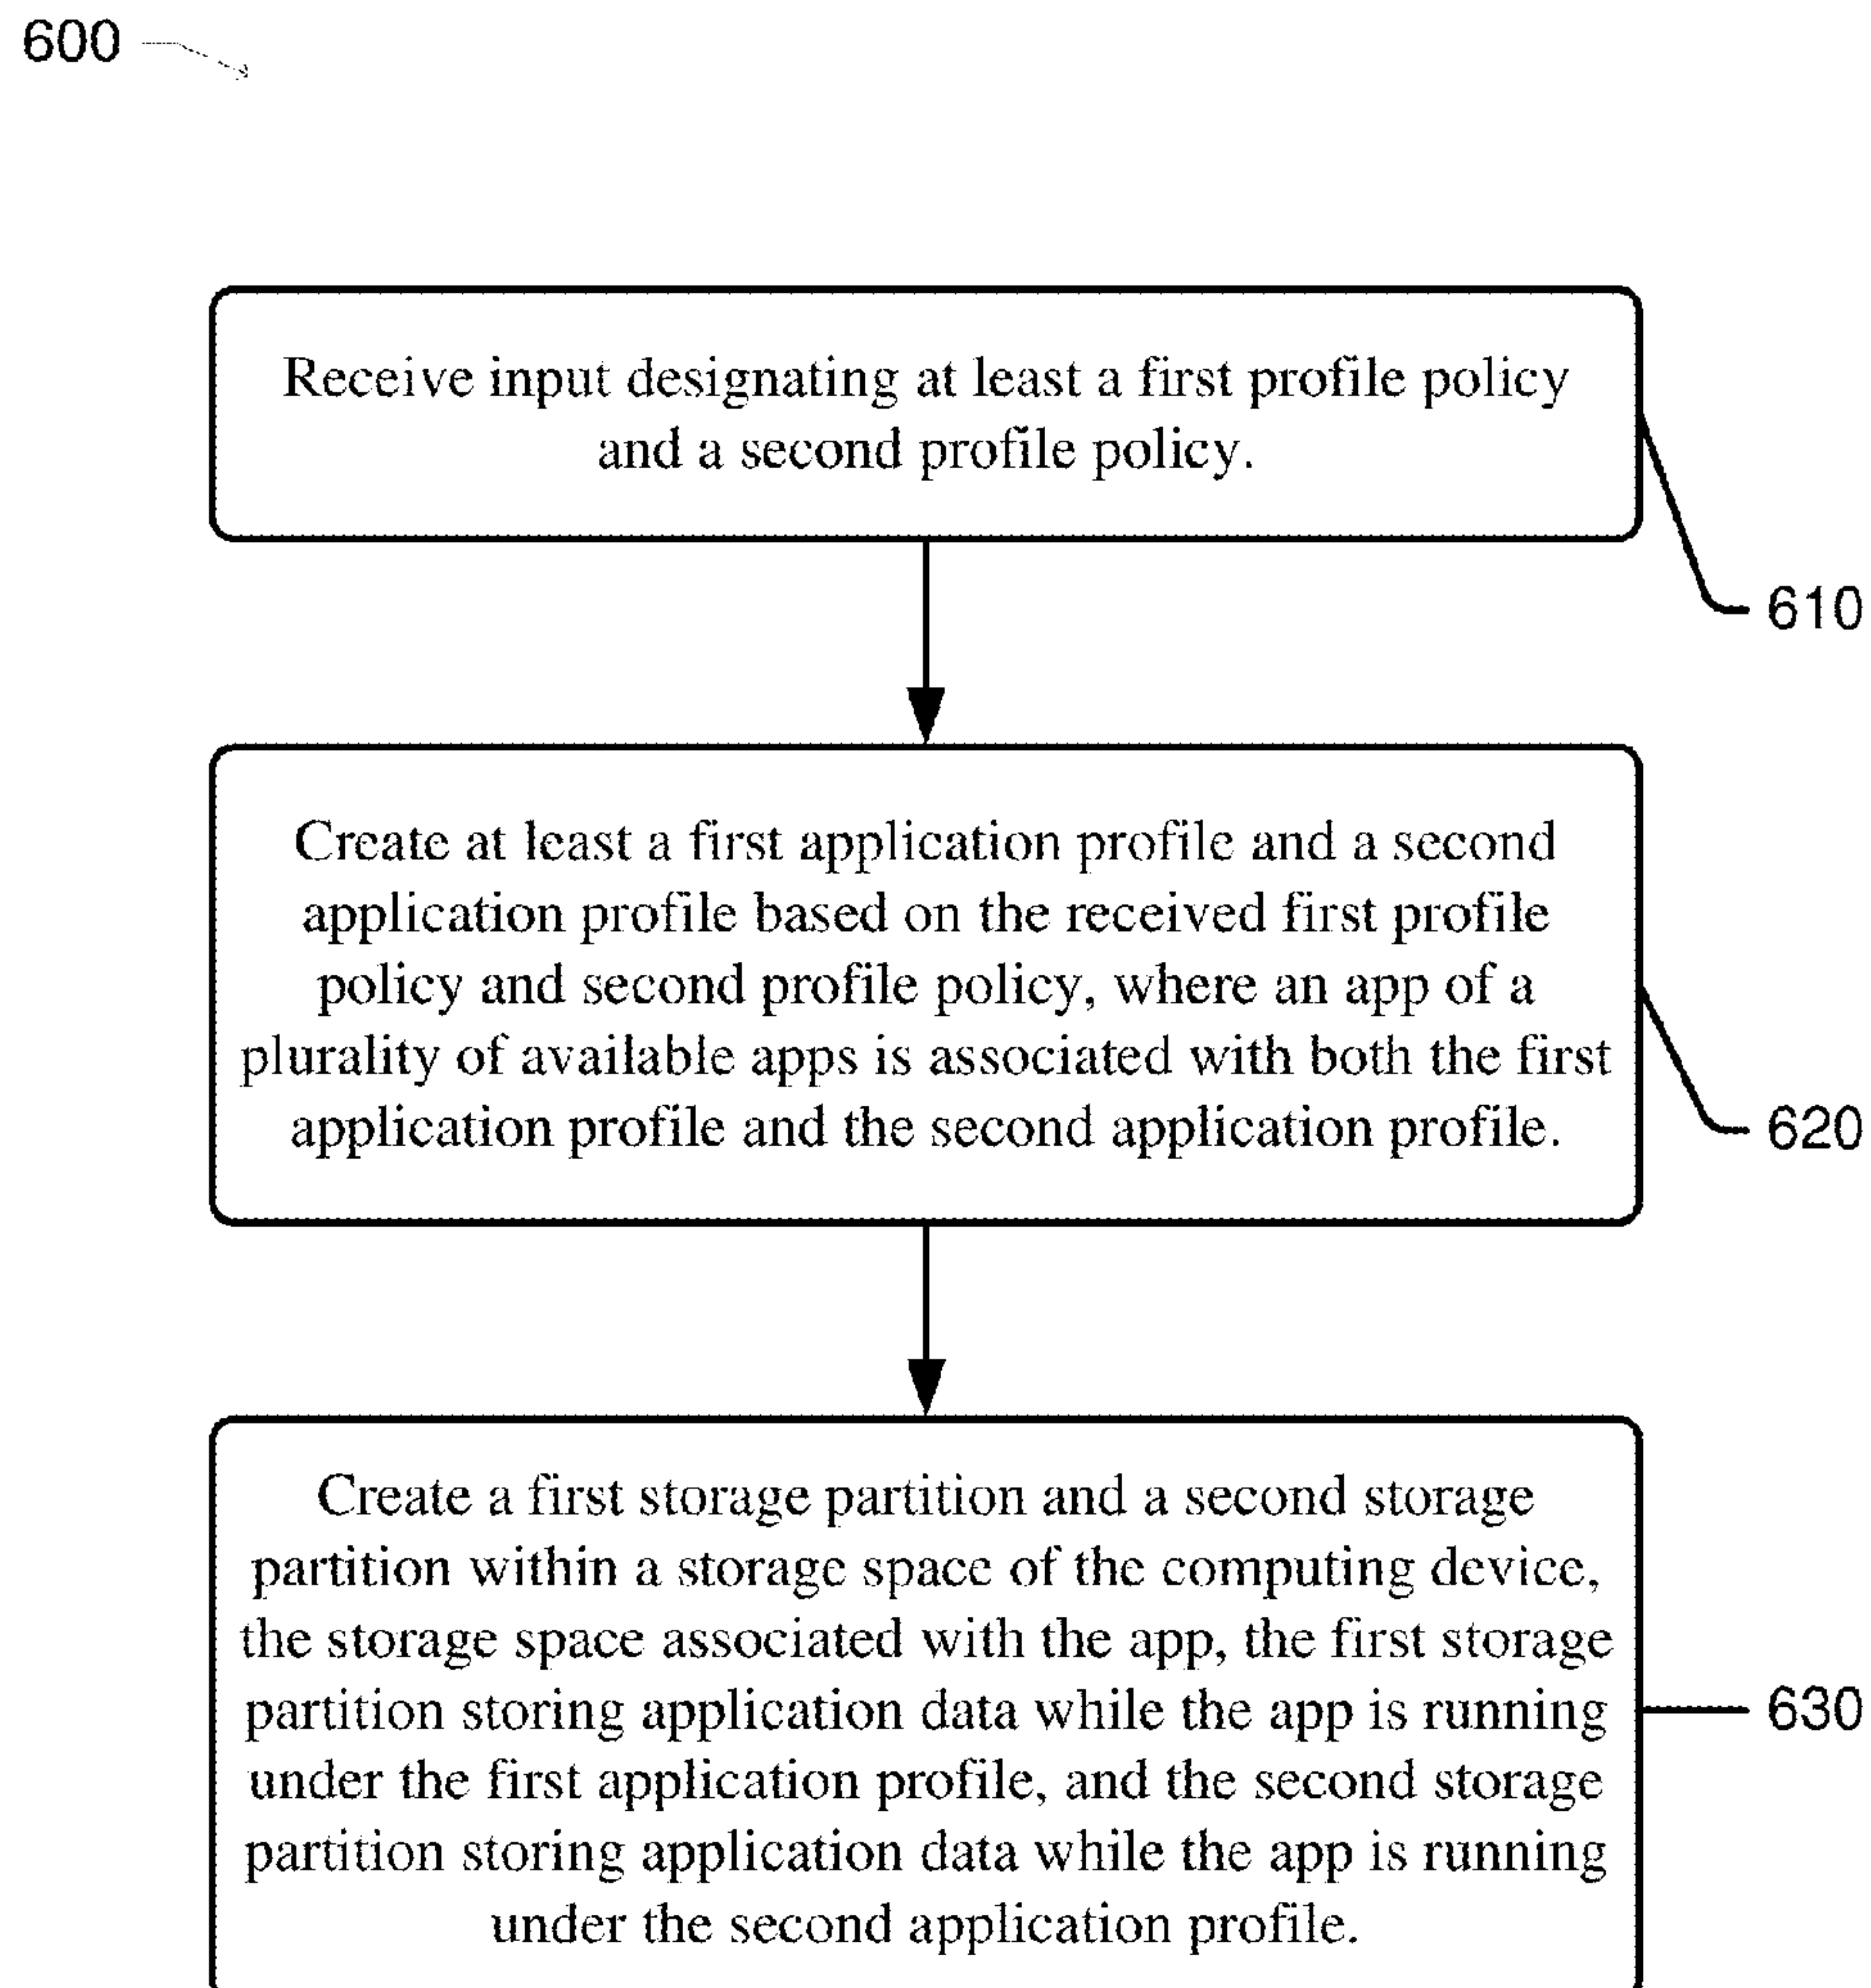 600
Receive input designating at least a first profile policy
and a second profile policy.
610
Create at least a first application profile and a second
application profile based on the received first profile
policy and second profile policy, where an app of a
plurality of available apps is associated with both the first
application profile and the second application profile.
620
Create a first storage partition and a second storage
partition within a storage space of the computing device,
the storage space associated with the app, the first storage
partition storing application data while the app is running
under the first application profile, and the second storage
partition storing application data while the app is running
under the second application profile.
630